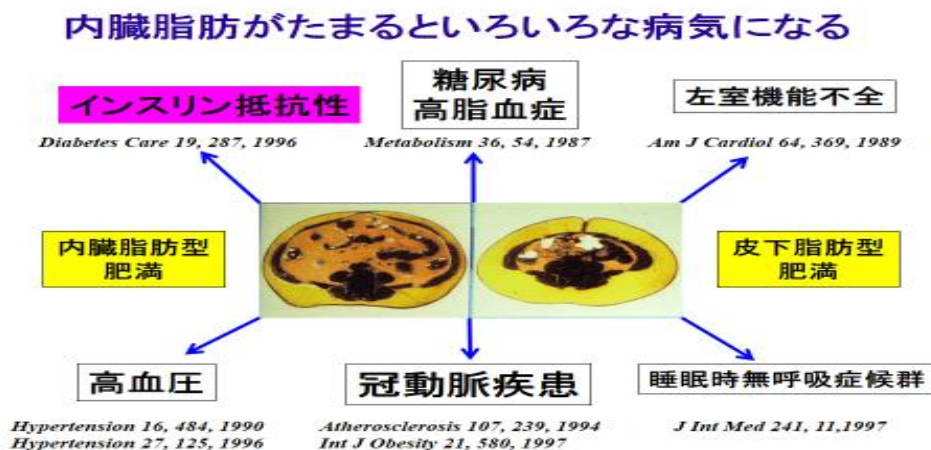 内臓脂肪がたまるといろいろな病気になる
インスリン抵抗性
Diabetes Care 19, 287, 1996
糖尿病
高脂血症
Metabolism 36, 54, 1987
左室機能不全
Am J Cardiol 64, 369, 1989
内臓脂肪型
肥満
皮下脂肪型
肥満
高血圧
Hypertension 16, 484, 1990
Hypertension 27, 125, 1996
冠動脈疾患
Atherosclerosis 107, 239, 1994
Int J Obesity 21, 580, 1997
睡眠時無呼吸症候群
J Int Med 241, 11,1997